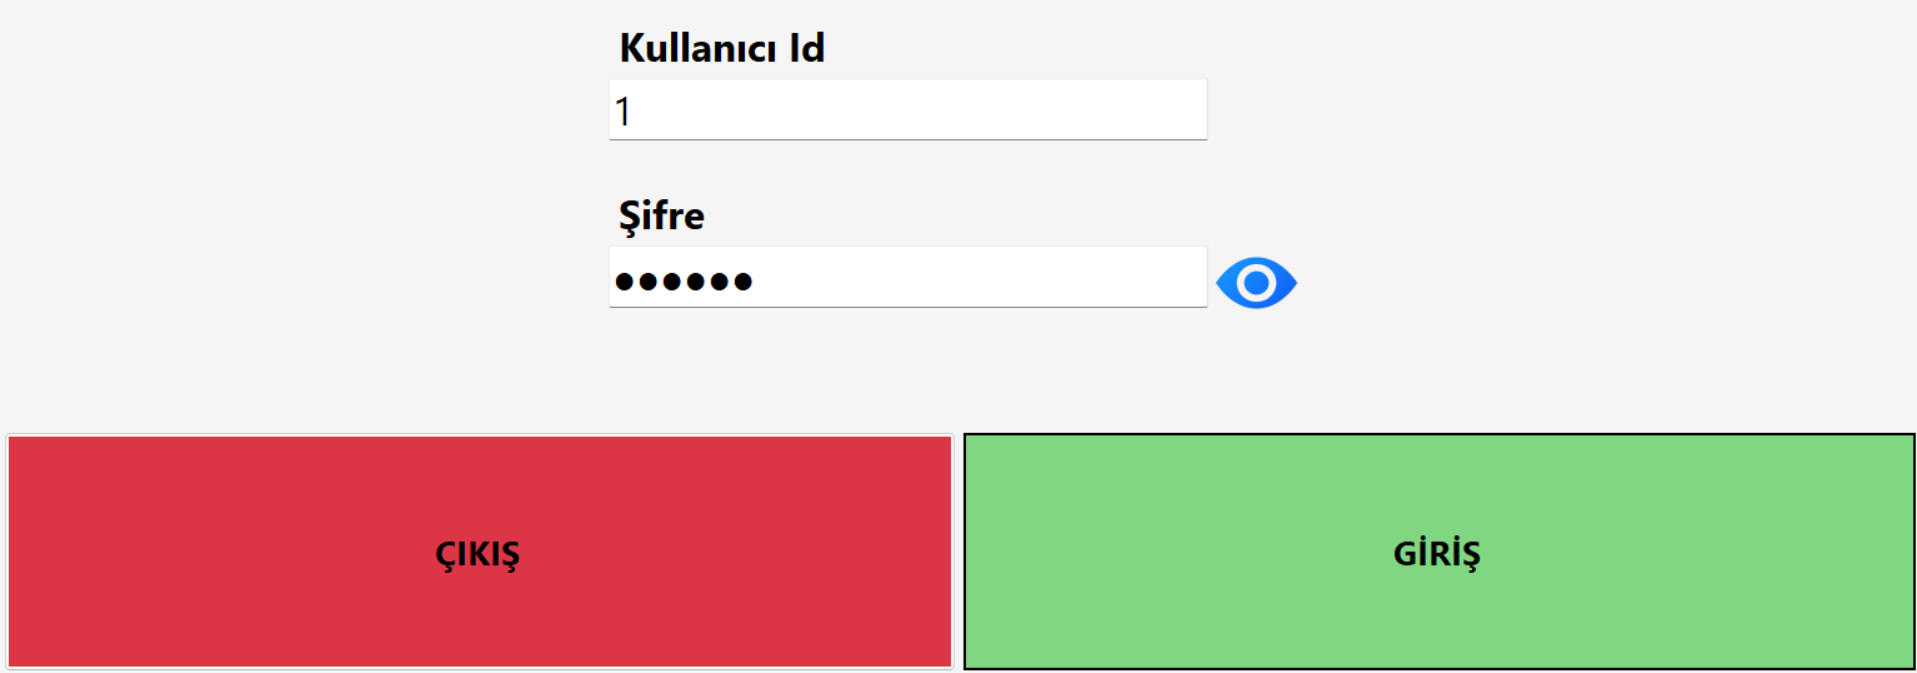 Kullanıcı Id
1
Şifre
●●●●●●
ÇIKIŞ
GİRİŞ